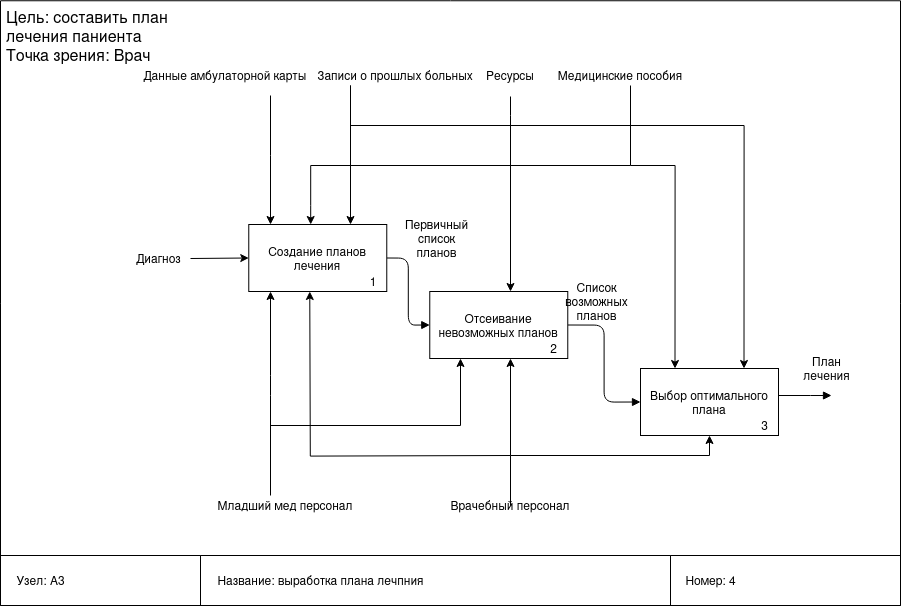 Цель: составить план
лечения паниента
Точка зрения: Врач
Данные амбулаторной карты
Записи о прошлых больных
Ресурсы
Медицинские пособия
Диагноз
Создание планов
лечения
1
Первичный
список
планов
Отсеивание
невозможных планов
2
Список
возможных
планов
Выбор оптимального
плана
3
План
лечения
Младший мед персонал
Врачебный персонал
Узел: А3
Название: выработка плана лечпния
Номер: 4